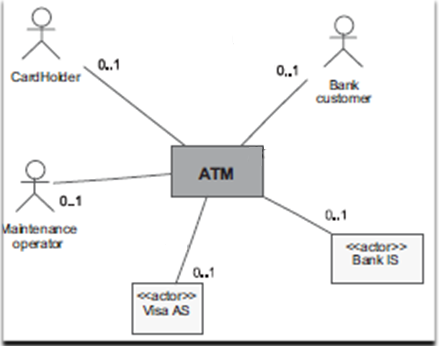 CardHolder
0..1
0..1
Bank
customer
ATM
Maintenance
operator
0..1
0..1
<<actor>>
Bank IS
0..1
<<actor>>
Visa AS